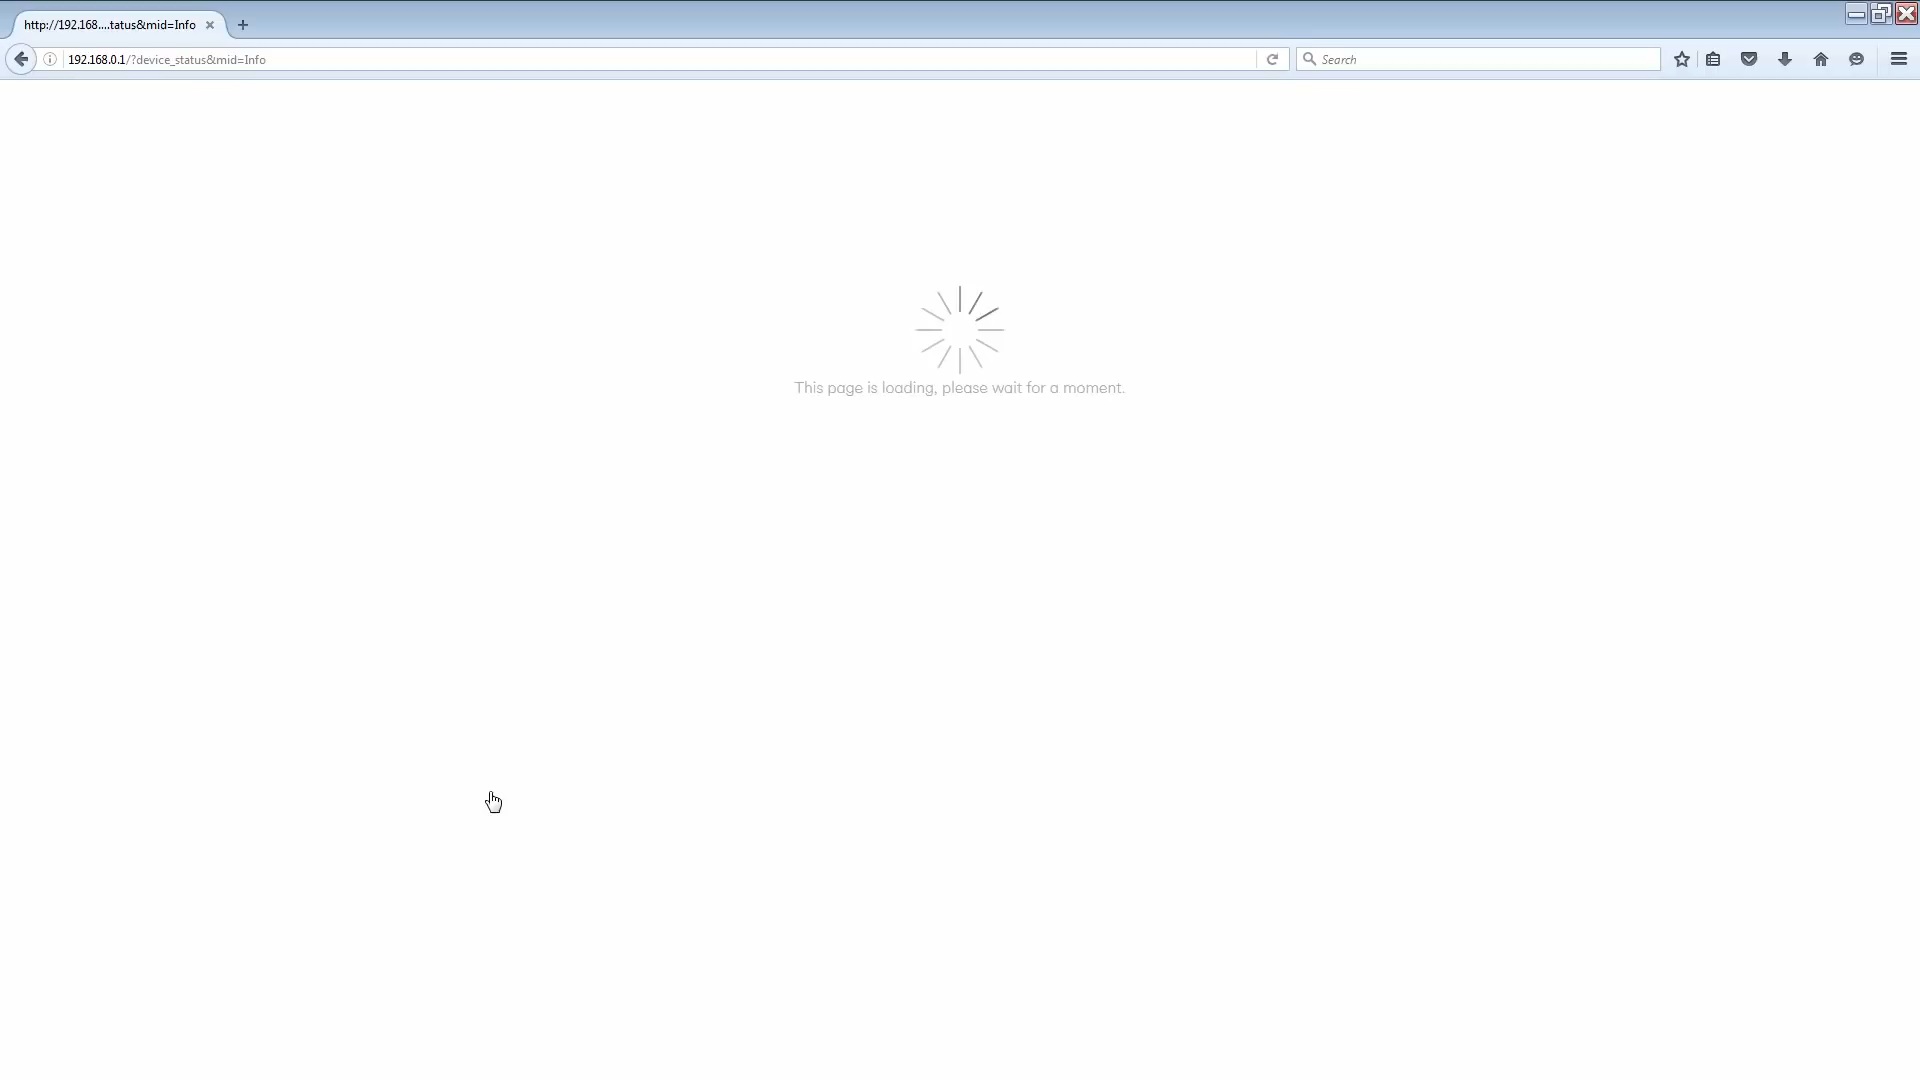 http://192.168....tatus&mid=Info
192.168.0.1/?device_status&mid=Info
Search
This page is loading, please wait for a moment.